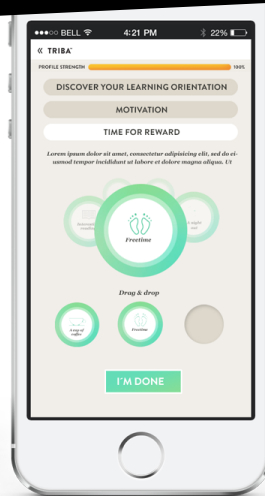 BELL 4:21 PM 22%
« TRIBA
PROFILE STRENGTH 100%
DISCOVER YOUR LEARNING ORIENTATION
MOTIVATION
TIME FOR REWARD
Lorem ipsum dolor sit amet, consectetur adipisicing elit, sed do ei-
usmod tempor incididunt ut labore et dolore magna aliqua. Ut
Freetime
Drag & drop
A cup of
coffee
Freetime
I'M DONE